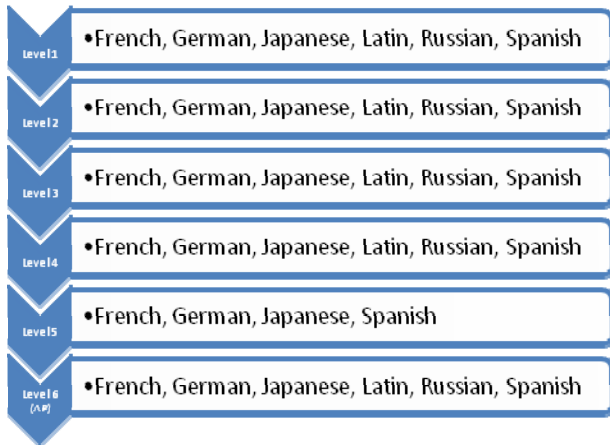 Level 1
•French, German, Japanese, Latin, Russian, Spanish
Level 2
•French, German, Japanese, Latin, Russian, Spanish
Level 3
•French, German, Japanese, Latin, Russian, Spanish
Level 4
•French, German, Japanese, Latin, Russian, Spanish
Level 5
•French, German, Japanese, Spanish
Level 6
(AP)
•French, German, Japanese, Latin, Russian, Spanish